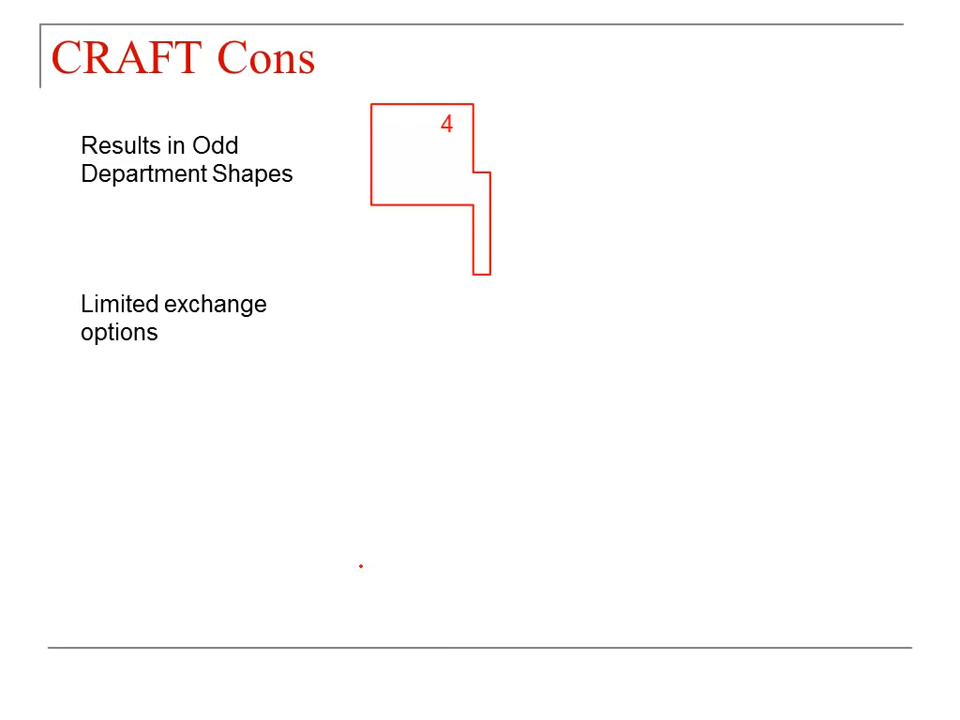 CRAFT Cons
4
Results in Odd
Department Shapes
Limited exchange
options